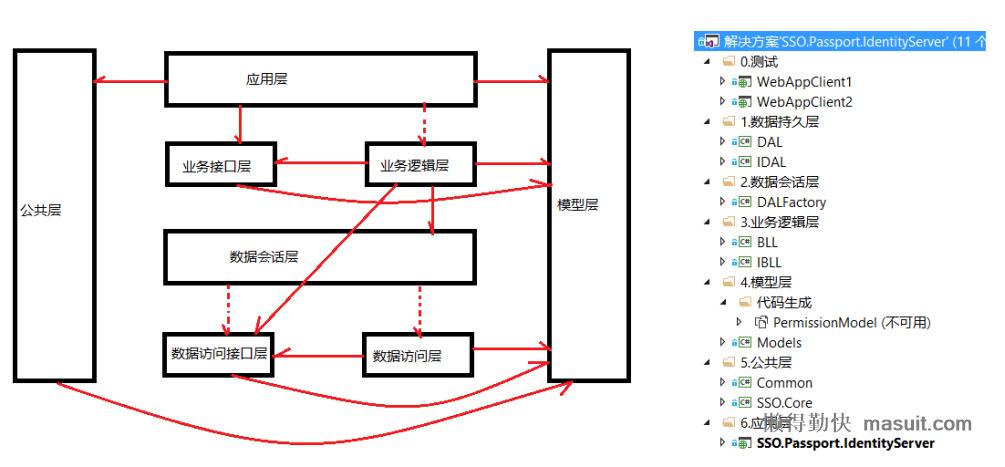 应用层
业务接口层
业务逻辑层
公共层
模型层
数据会话层
数据访问接口层
数据访问层
解决方案'SSO.Passport.IdentityServer' (11 个
0.测试
WebAppClient1
WebAppClient2
1.数据持久层
DAL
IDAL
2.数据会话层
DALFactory
3.业务逻辑层
BLL
IBLL
4.模型层
代码生成
PermissionModel (不可用)
Models
5.公共层
Common
SSO.Core
6.应用层
懒得勤快 masuit.com
SSO.Passport.IdentityServer